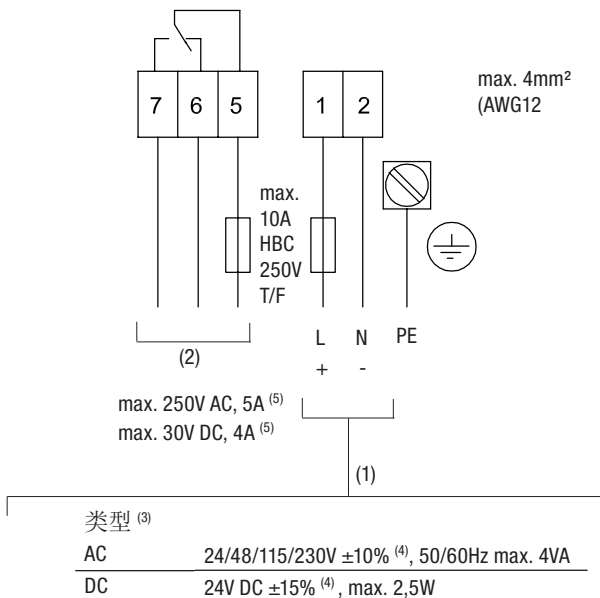 7 6 5 1 2
max. 4mm²
(AWG12
max.
10A
HBC
250V
T/F
L N PE
+ -
(2)
max. 250V AC, 5A (5)
max. 30V DC, 4A (5)
(1)
类型 (3)
AC 24/48/115/230V ±10% (4), 50/60Hz max. 4VA
DC 24V DC ±15% (4) , max. 2,5W